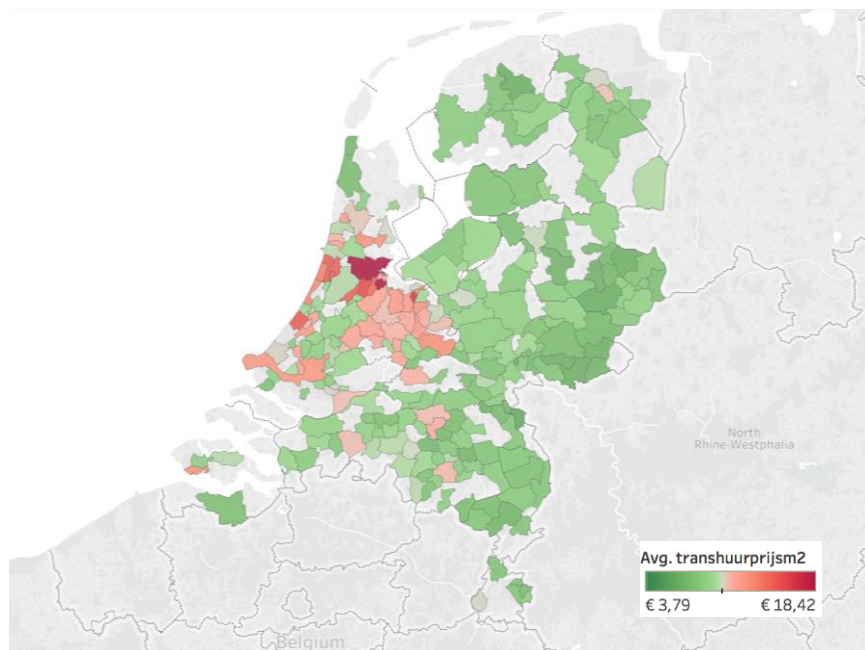 North
Rhine-Westphalia
Avg. transhuurprijsm2
€ 3,79
€ 18,42
Belgium